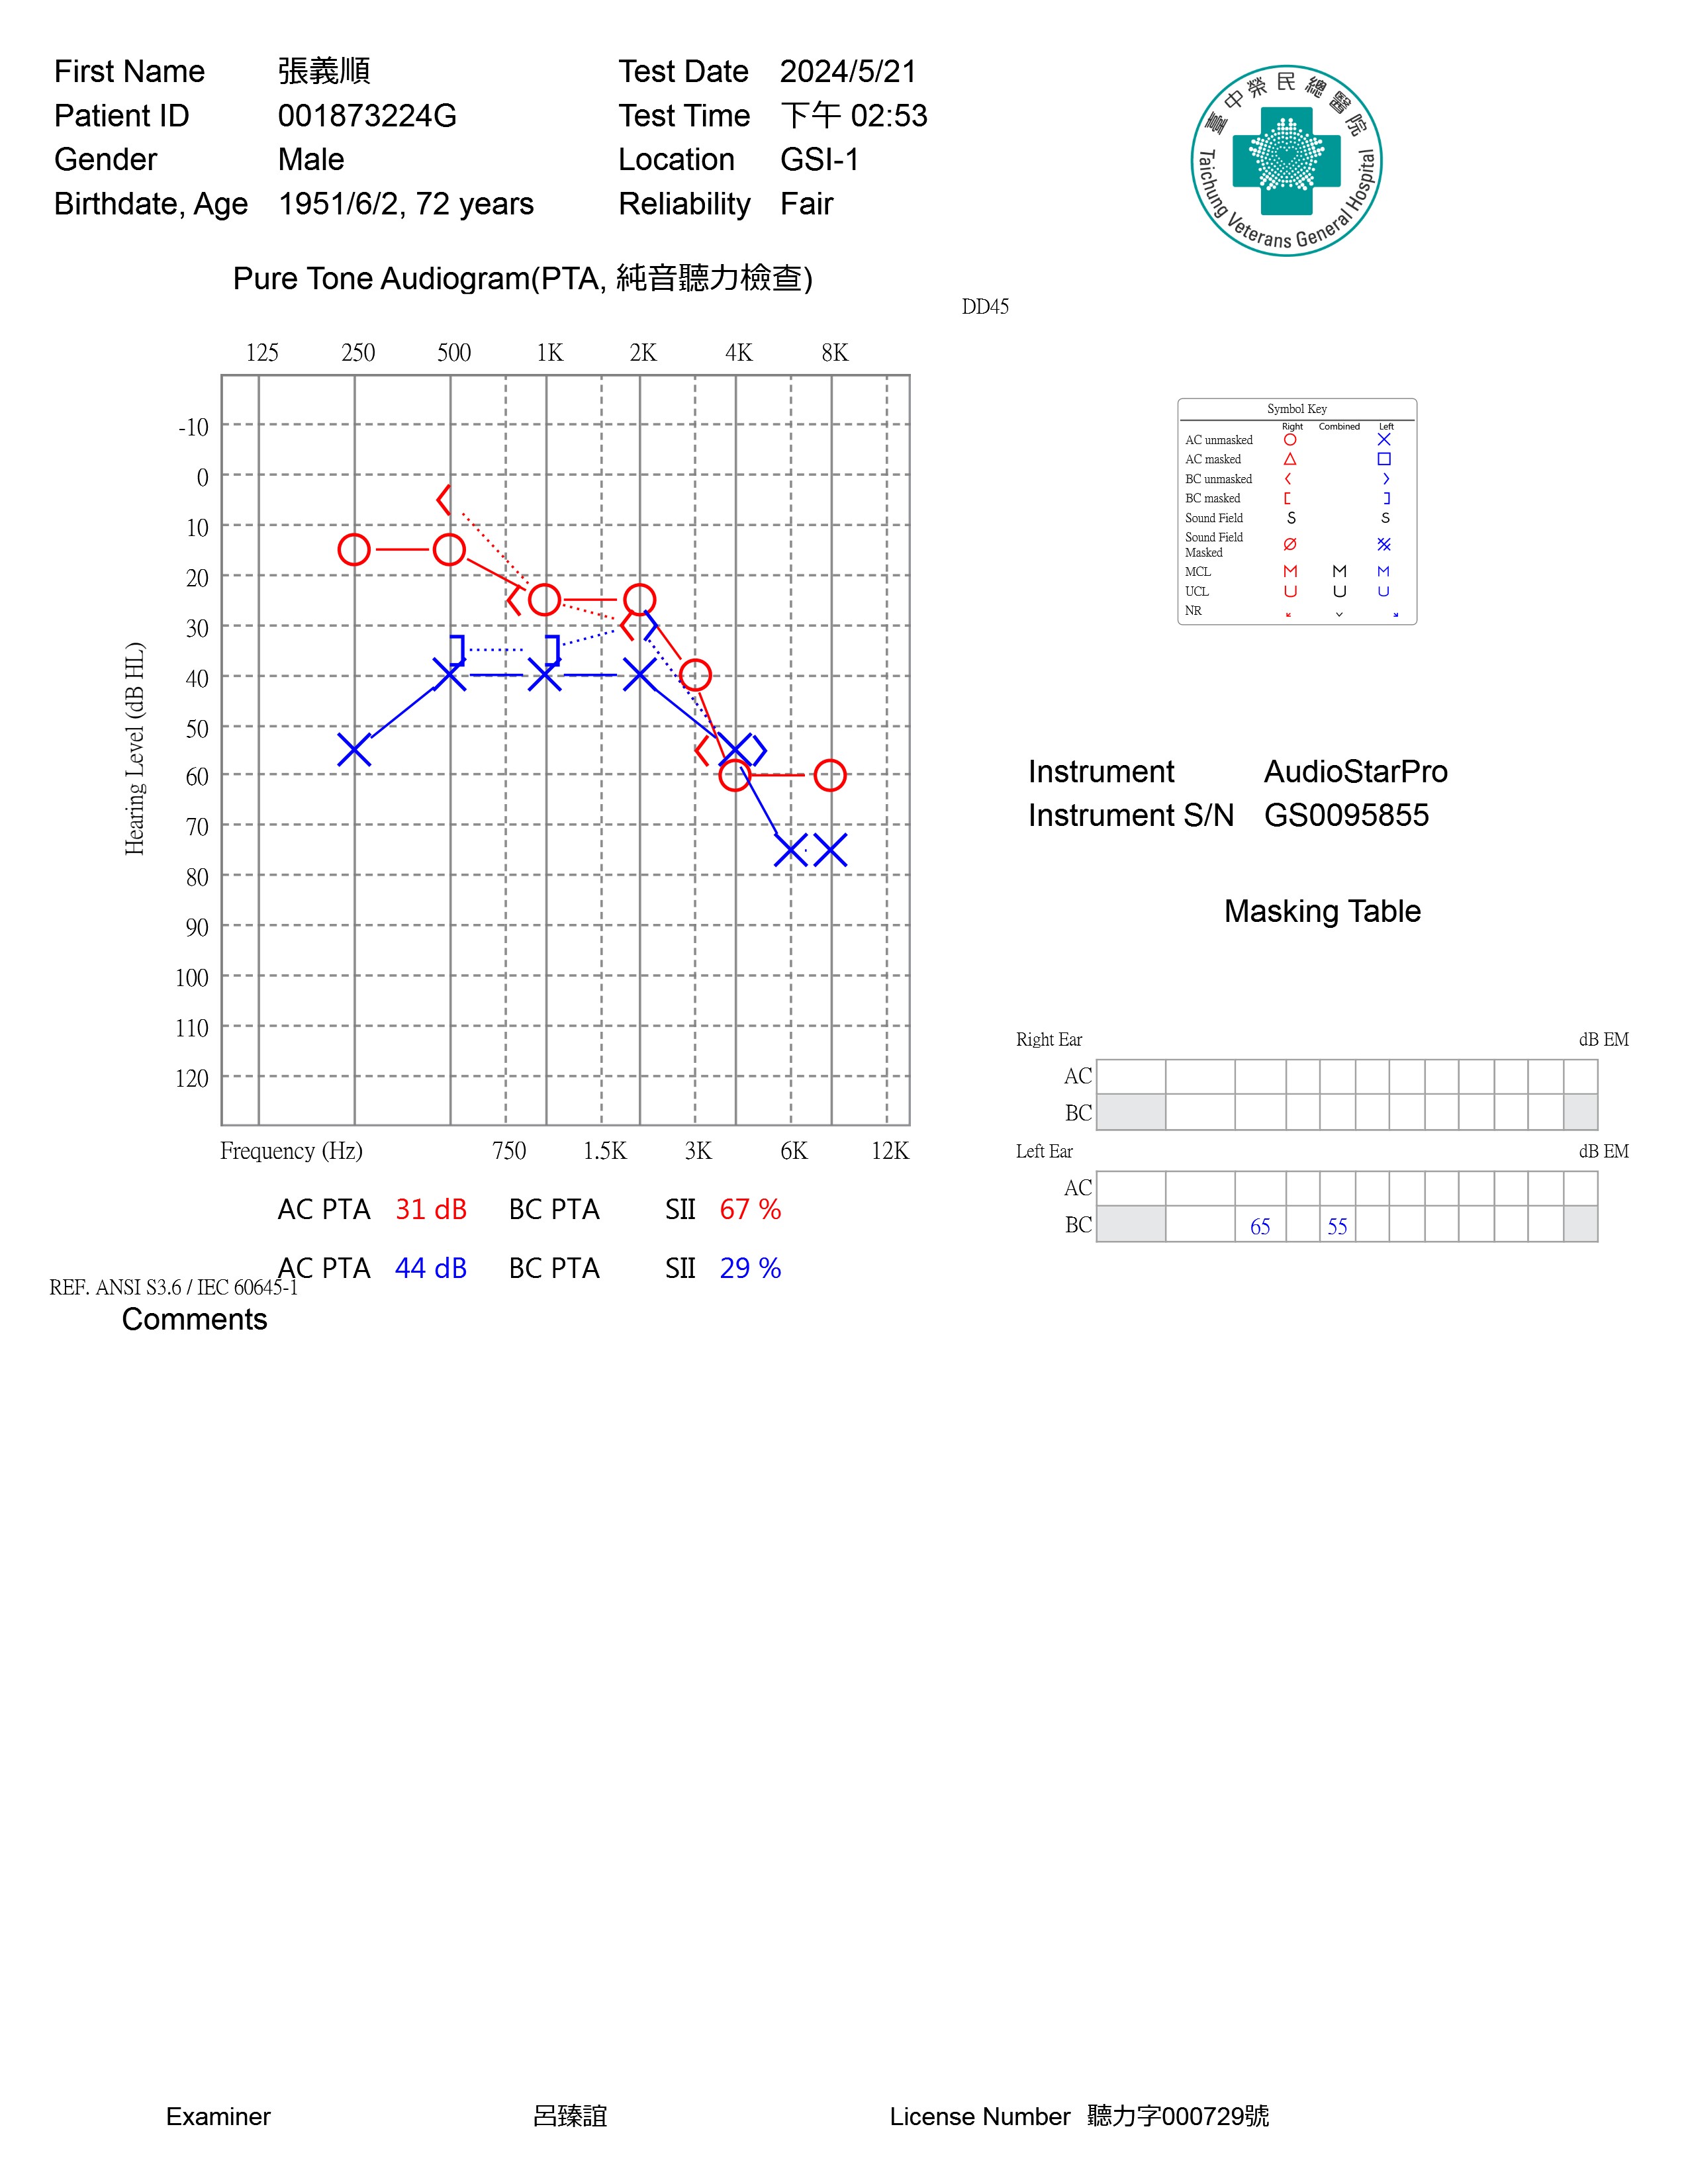 First Name 張義順 Test Date 2024/5/21
Patient ID 001873224G Test Time 下午 02:53
Gender Male Location GSI-1
Birthdate, Age 1951/6/2, 72 years Reliability Fair
臺中榮民總醫院
Taichung Veterans General Hospital
Pure Tone Audiogram(PTA, 純音聽力檢查)
DD45
125 250 500 1K 2K 4K 8K
-10
0
10
20
30
40
50
60
70
80
90
100
110
120
Hearing Level (dB HL)
Frequency (Hz) 750 1.5K 3K 6K 12K
Symbol Key
Right Combined Left
AC unmasked
AC masked
BC unmasked
BC masked
Sound Field S S
Sound Field
Masked
MCL M M M
UCL U U U
NR
Instrument AudioStarPro
Instrument S/N GS0095855
Masking Table
Right Ear dB EM
AC
BC
Left Ear dB EM
AC
BC 65 55
AC PTA 31 dB BC PTA SII 67 %
AC PTA 44 dB BC PTA SII 29 %
REF. ANSI S3.6 / IEC 60645-1
Comments
Examiner 呂臻誼 License Number 聽力字000729號